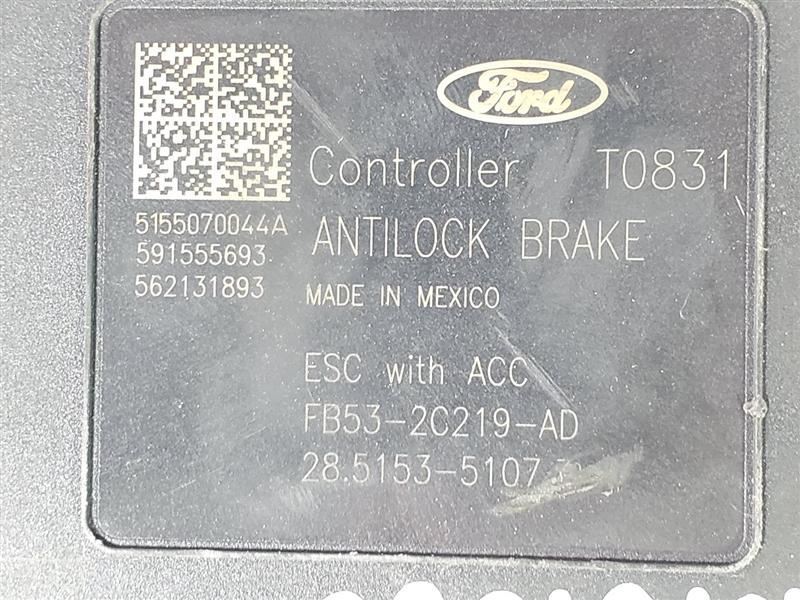 Ford
Controller T0831
ANTILOCK BRAKE
MADE IN MEXICO
5155070044A
591555693
562131893
ESC with ACC
FB53-2C219-AD
28.5153-5107.